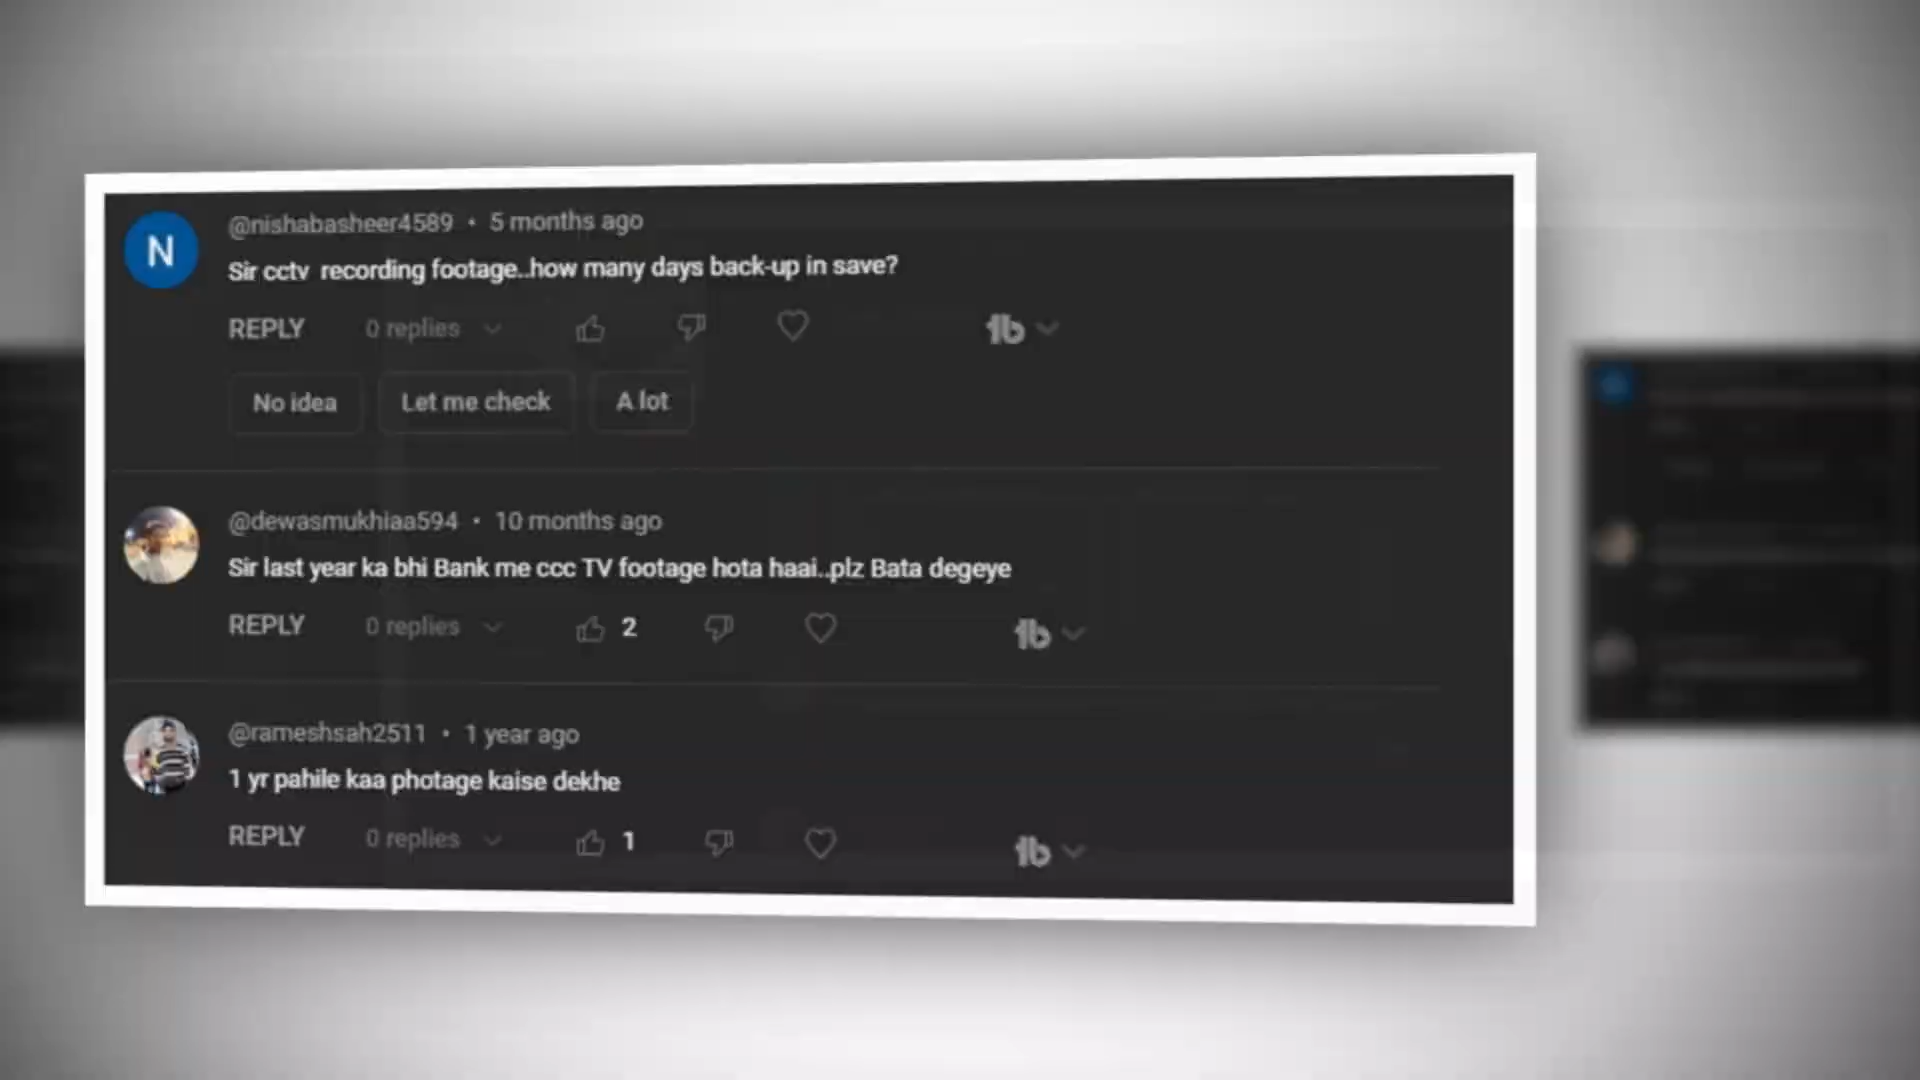 N
@nishabasheer4589 • 5 months ago
Sir cctv recording footage..how many days back-up in save?
REPLY 0 replies
No idea Let me check A lot
@dewasmukhiaa594 • 10 months ago
Sir last year ka bhi Bank me ccc TV footage hota haai..plz Bata degeye
REPLY 0 replies 2
@rameshsah2511 • 1 year ago
1 yr pahile kaa photage kaise dekhe
REPLY 0 replies 1